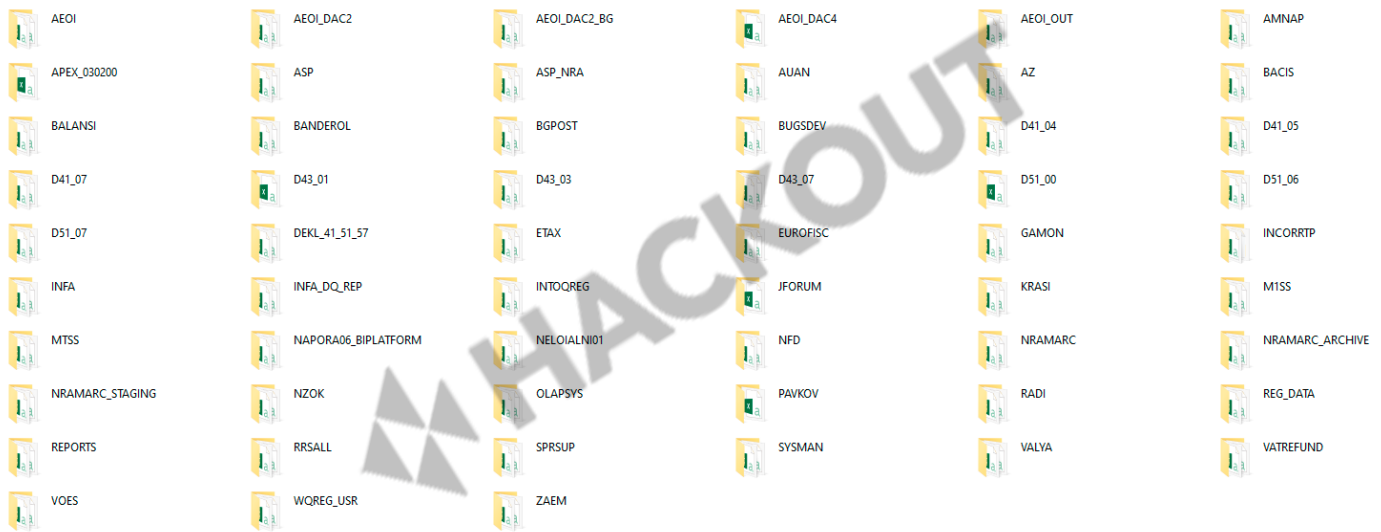 AEOI AEOI_DAC2 AEOI_DAC2_BG AEOI_DAC4 AEOI_OUT AMNAP
APEX_030200 ASP ASP_NRA AUAN AZ BACIS
BALANSI BANDEROL BGPOST BUGSDEV D41_04 D41_05
D41_07 D43_01 D43_03 D43_07 D51_00 D51_06
D51_07 DEKL_41_51_57 ETAX EUROFISC GAMON INCORRTP
INFA INFA_DQ_REP INTOQREG JFORUM KRASI M1SS
MTSS NAPORA06_BIPLATFORM NELOIALNI01 NFD NRAMARC NRAMARC_ARCHIVE
NRAMARC_STAGING NZOK OLAPSYS PAVKOV RADI REG_DATA
REPORTS RRSALL SPRSUP SYSMAN VALYA VATREFUND
VOES WQREG_USR ZAEM
HACKOUT